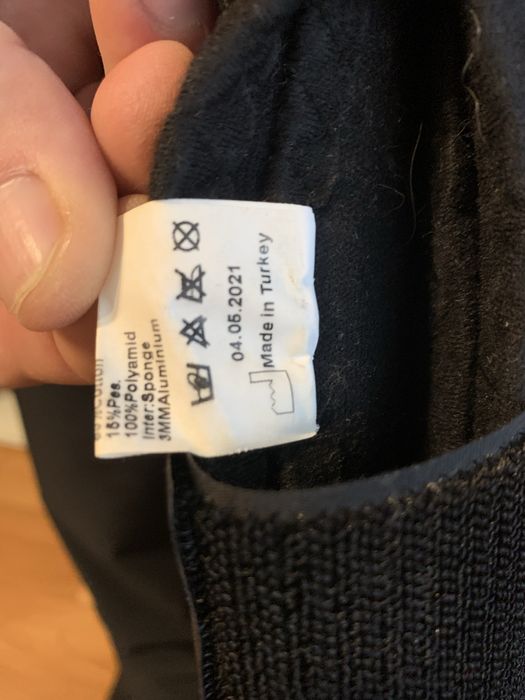 15%Pes.
100%Polyamid
Inter:Sponge
3MMAluminium
04.05.2021
Made in Turkey